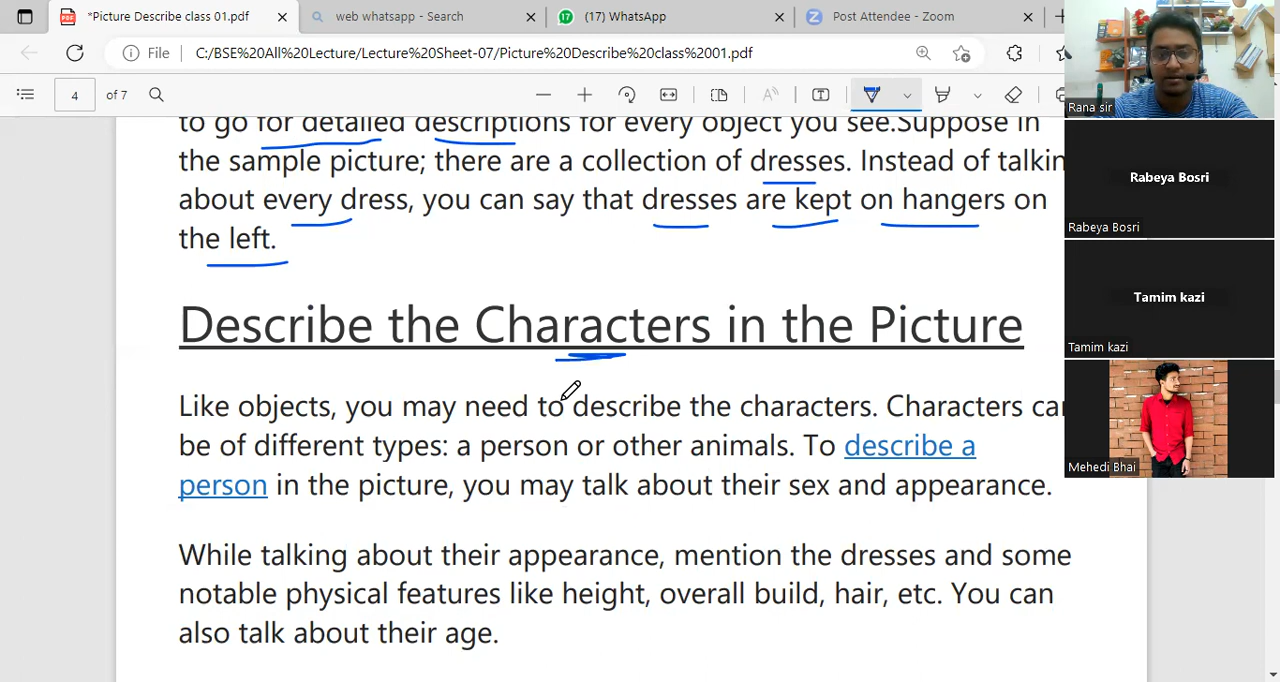 *Picture Describe class 01.pdf
web whatsapp - Search
17
(17) WhatsApp
Post Attendee - Zoom
File
C:/BSE%20All%20Lecture/Lecture%20Sheet-07/Picture%20Describe%20class%2001.pdf
4
of 7
to go for detailed descriptions for every object you see.Suppose in
the sample picture; there are a collection of dresses. Instead of talkin
about every dress, you can say that dresses are kept on hangers on
the left.
Describe the Characters in the Picture
Like objects, you may need to describe the characters. Characters can
be of different types: a person or other animals. To describe a
person in the picture, you may talk about their sex and appearance.
While talking about their appearance, mention the dresses and some
notable physical features like height, overall build, hair, etc. You can
also talk about their age.
Rana sir
Rabeya Bosri
Rabeya Bosri
Tamim kazi
Tamim kazi
Mehedi Bhai